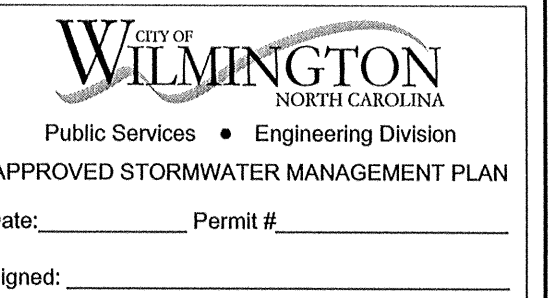 CITY OF
WILMINGTON
NORTH CAROLINA
Public Services • Engineering Division
APPROVED STORMWATER MANAGEMENT PLAN
ate: Permit #
igned: